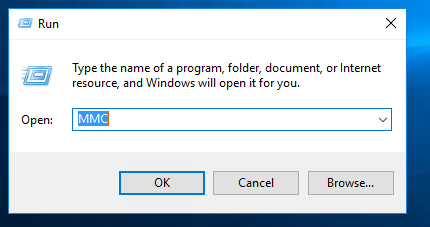 Run
Type the name of a program, folder, document, or Internet
resource, and Windows will open it for you.
Open: MMC
OK Cancel Browse...